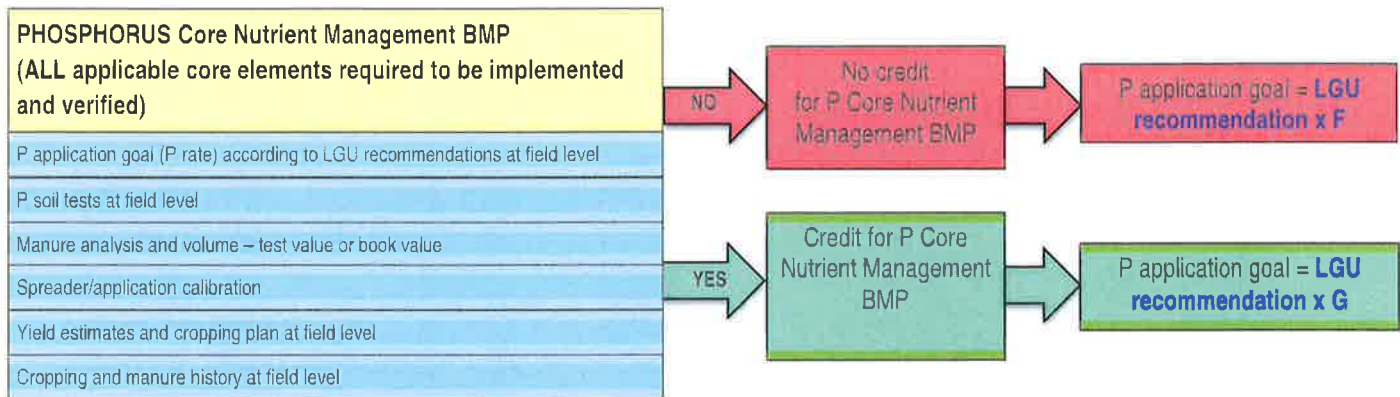 PHOSPHORUS Core Nutrient Management BMP
(ALL applicable core elements required to be implemented
and verified)
P application goal (P rate) according to LGU recommendations at field level
P soil tests at field level
Manure analysis and volume – test value or book value
Spreader/application calibration
Yield estimates and cropping plan at field level
Cropping and manure history at field level
NO
No credit
for P Core Nutrient
Management BMP
P application goal = LGU
recommendation x F
YES
Credit for P Core
Nutrient Management
BMP
P application goal = LGU
recommendation x G